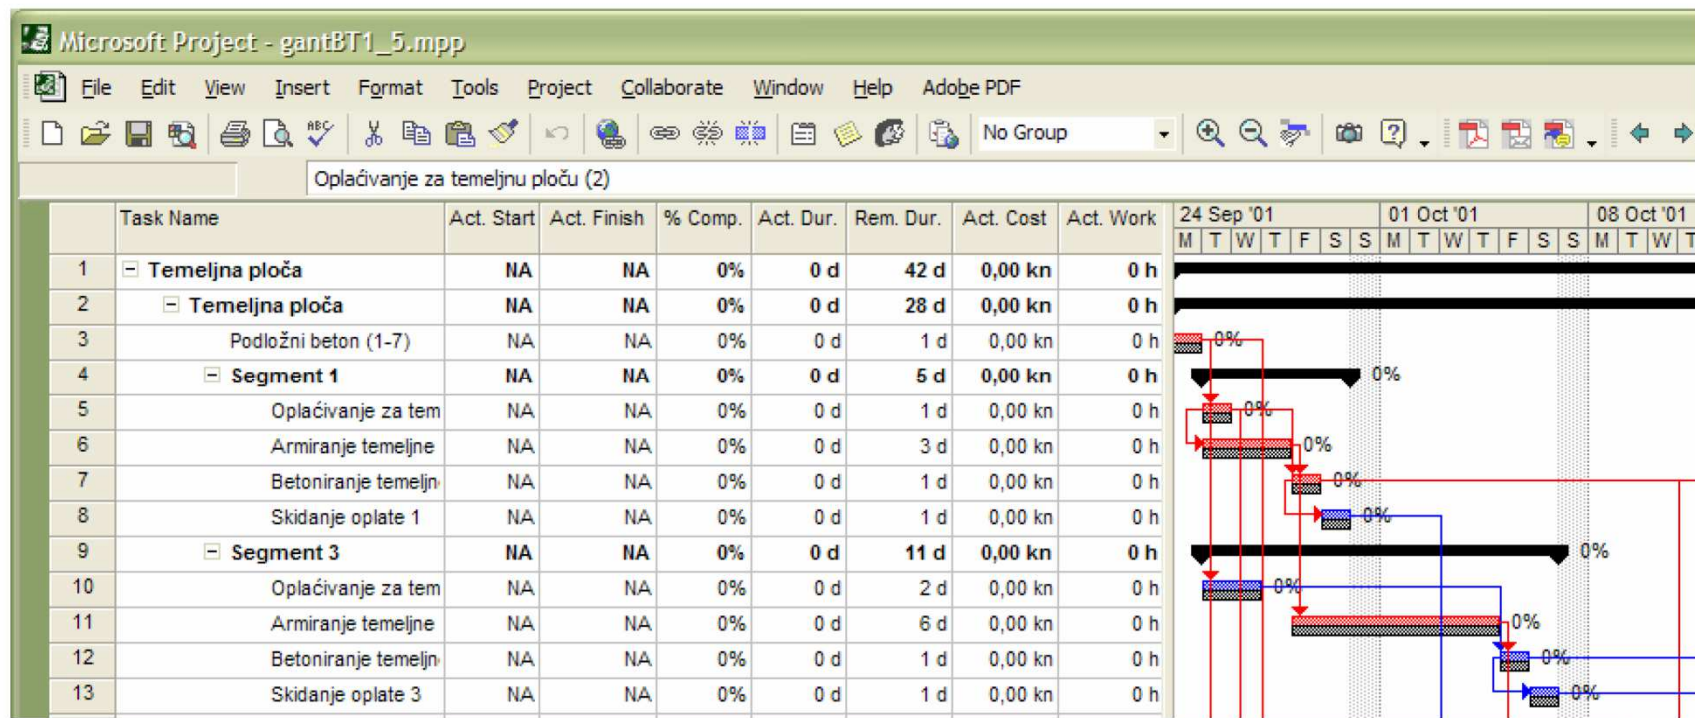 Microsoft Project - gantBT1_5.mpp
File Edit View Insert Format Tools Project Collaborate Window Help Adobe PDF
ABC No Group
Oplaćivanje za temeljnu ploču (2)
Task Name Act. Start Act. Finish % Comp. Act. Dur. Rem. Dur. Act. Cost Act. Work 24 Sep '01 01 Oct '01 08 Oct '01
M T W T F S S M T W T F S S M T W T
1 Temeljna ploča NA NA 0% 0 d 42 d 0,00 kn 0 h
2 Temeljna ploča NA NA 0% 0 d 28 d 0,00 kn 0 h
3 Podložni beton (1-7) NA NA 0% 0 d 1 d 0,00 kn 0 h 0%
4 Segment 1 NA NA 0% 0 d 5 d 0,00 kn 0 h 0%
5 Oplaćivanje za tem NA NA 0% 0 d 1 d 0,00 kn 0 h 0%
6 Armiranje temeljne NA NA 0% 0 d 3 d 0,00 kn 0 h 0%
7 Betoniranje temeljn NA NA 0% 0 d 1 d 0,00 kn 0 h 0%
8 Skidanje oplate 1 NA NA 0% 0 d 1 d 0,00 kn 0 h 0%
9 Segment 3 NA NA 0% 0 d 11 d 0,00 kn 0 h 0%
10 Oplaćivanje za tem NA NA 0% 0 d 2 d 0,00 kn 0 h 0%
11 Armiranje temeljne NA NA 0% 0 d 6 d 0,00 kn 0 h 0%
12 Betoniranje temeljn NA NA 0% 0 d 1 d 0,00 kn 0 h 0%
13 Skidanje oplate 3 NA NA 0% 0 d 1 d 0,00 kn 0 h 0%